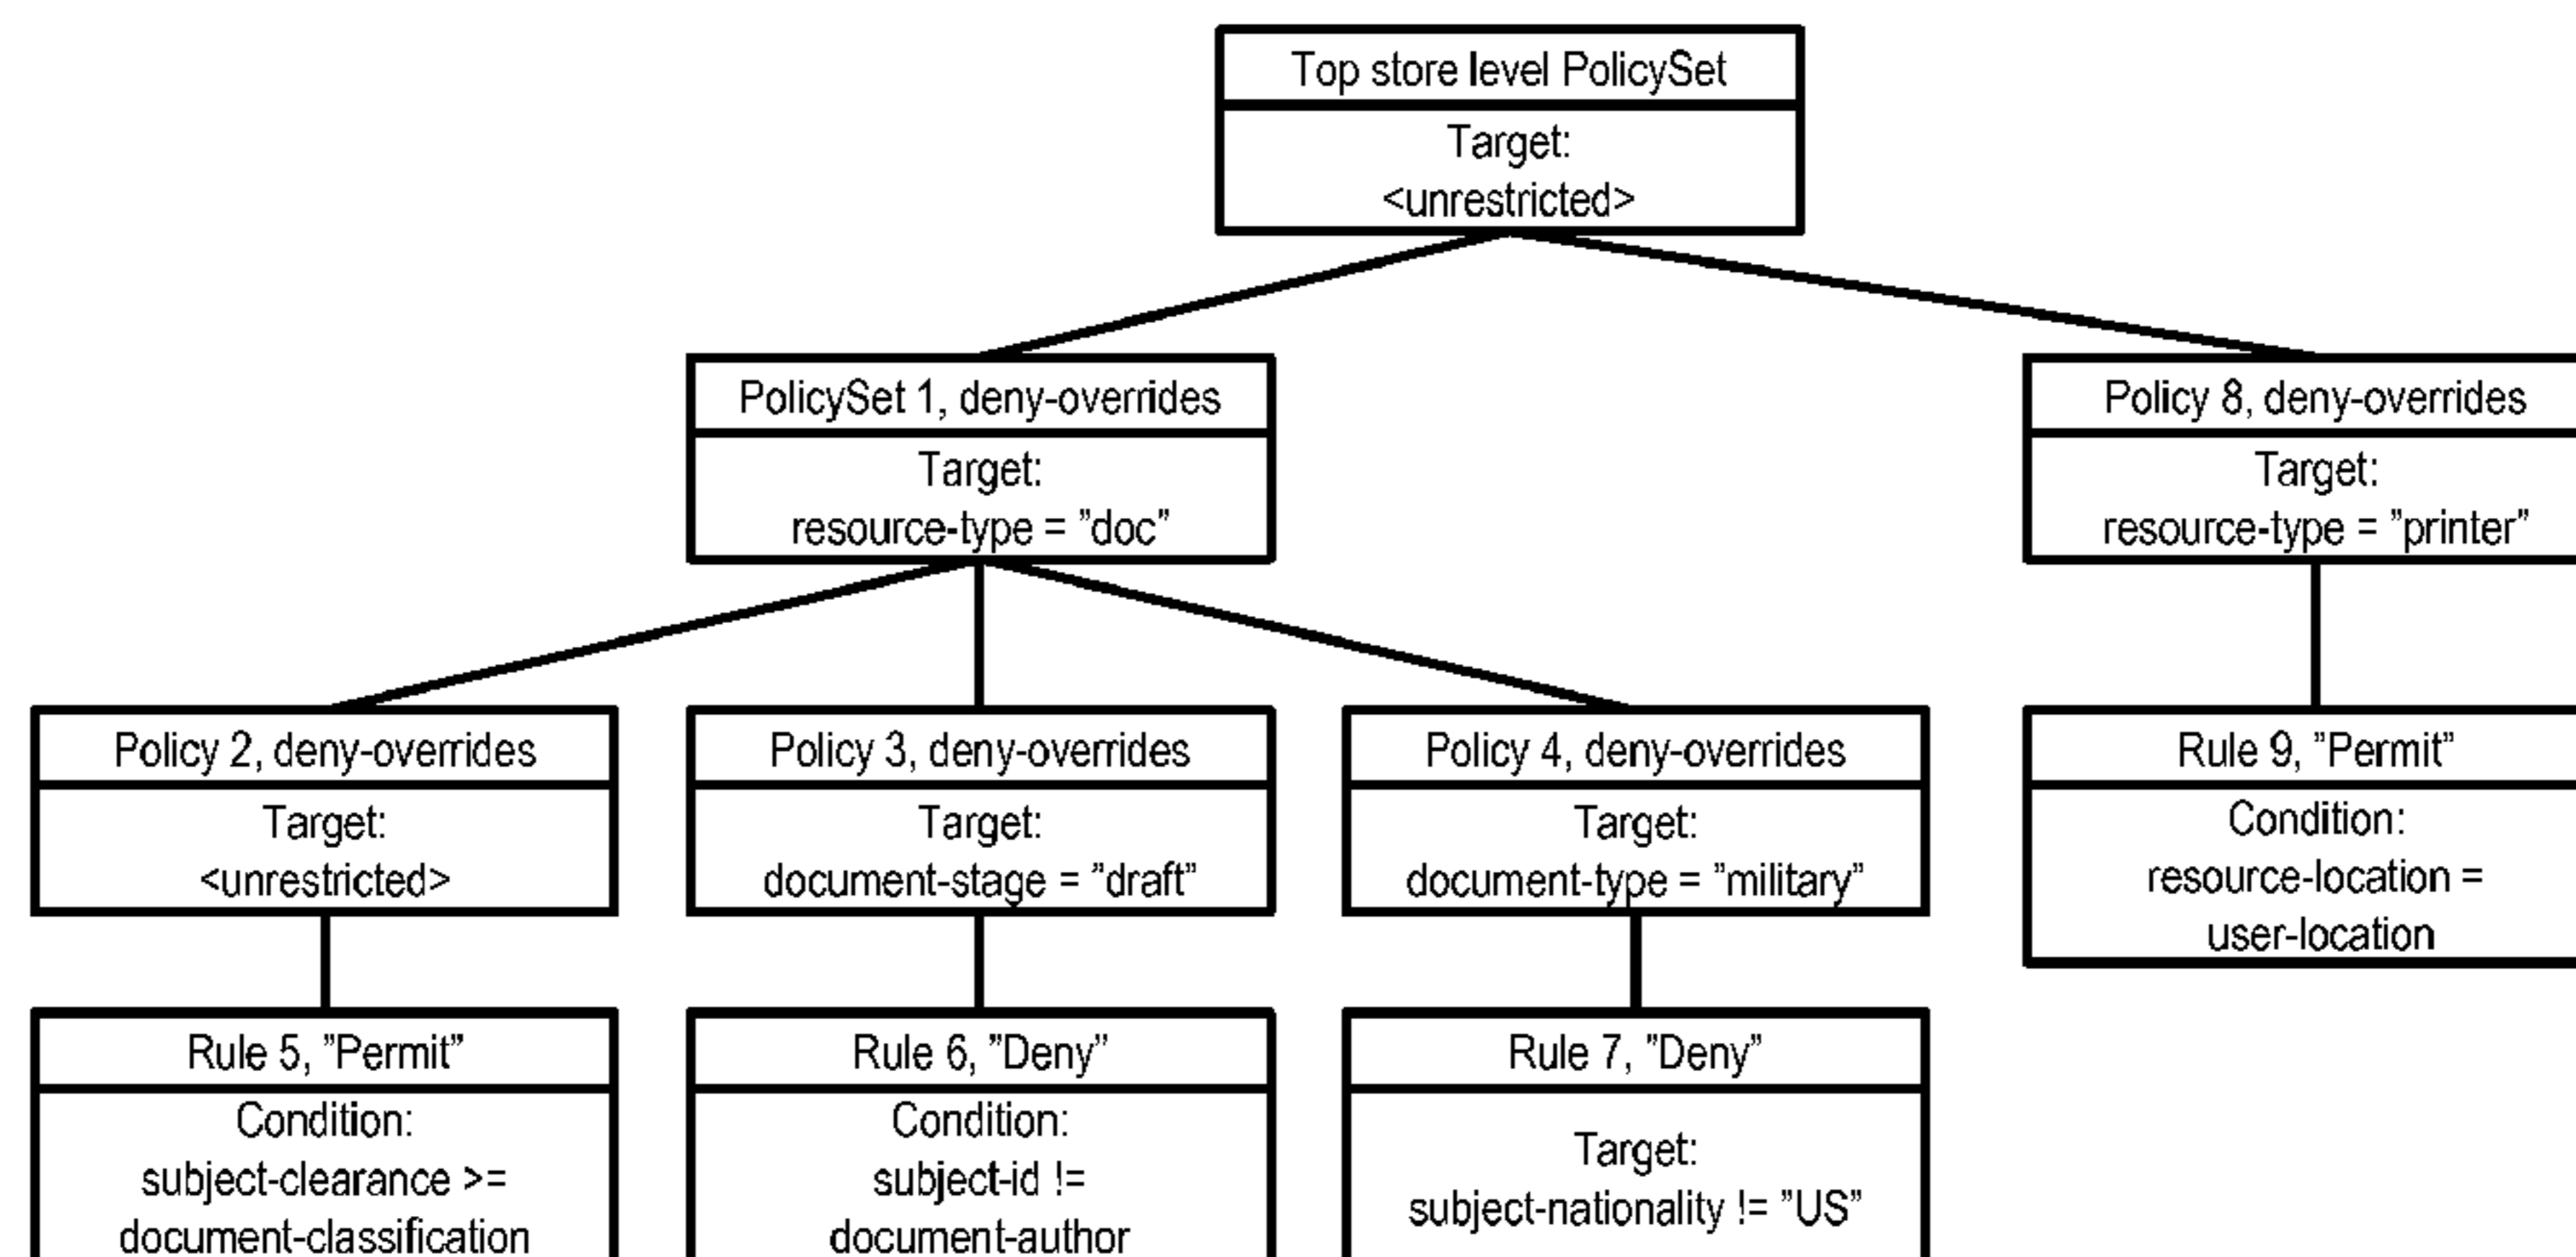 Top store level PolicySet
Target:
<unrestricted>
PolicySet 1, deny-overrides
Target:
resource-type = ”doc”
Policy 8, deny-overrides
Target:
resource-type = ”printer”
Policy 2, deny-overrides
Target:
<unrestricted>
Policy 3, deny-overrides
Target:
document-stage = ”draft”
Policy 4, deny-overrides
Target:
document-type = ”military”
Rule 9, ”Permit”
Condition:
resource-location =
user-location
Rule 5, ”Permit”
Condition:
subject-clearance >=
document-classification
Rule 6, ”Deny”
Condition:
subject-id !=
document-author
Rule 7, ”Deny”
Target:
subject-nationality != ”US”